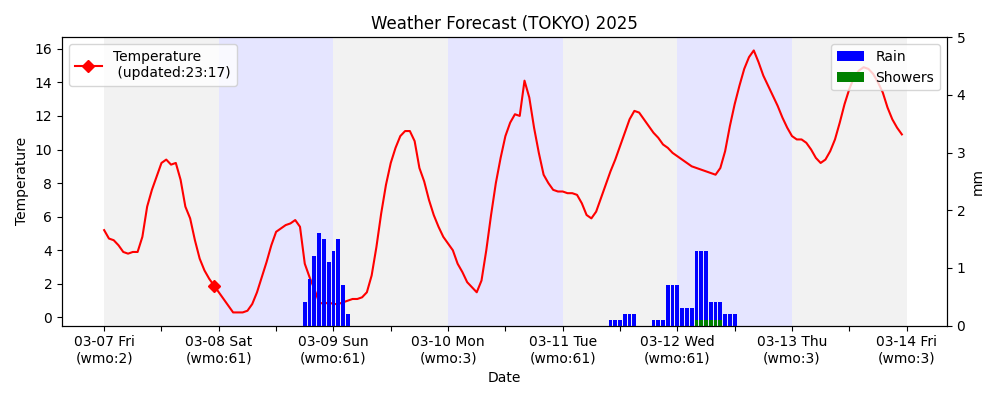 Weather Forecast (TOKYO) 2025
Temperature
(updated:23:17)
Rain
Showers
16
14
12
10
8
6
4
2
0
Temperature
5
4
3
2
1
0
mm
03-07 Fri
(wmo:2)
03-08 Sat
(wmo:61)
03-09 Sun
(wmo:61)
03-10 Mon
(wmo:3)
03-11 Tue
(wmo:61)
03-12 Wed
(wmo:61)
03-13 Thu
(wmo:3)
03-14 Fri
(wmo:3)
Date